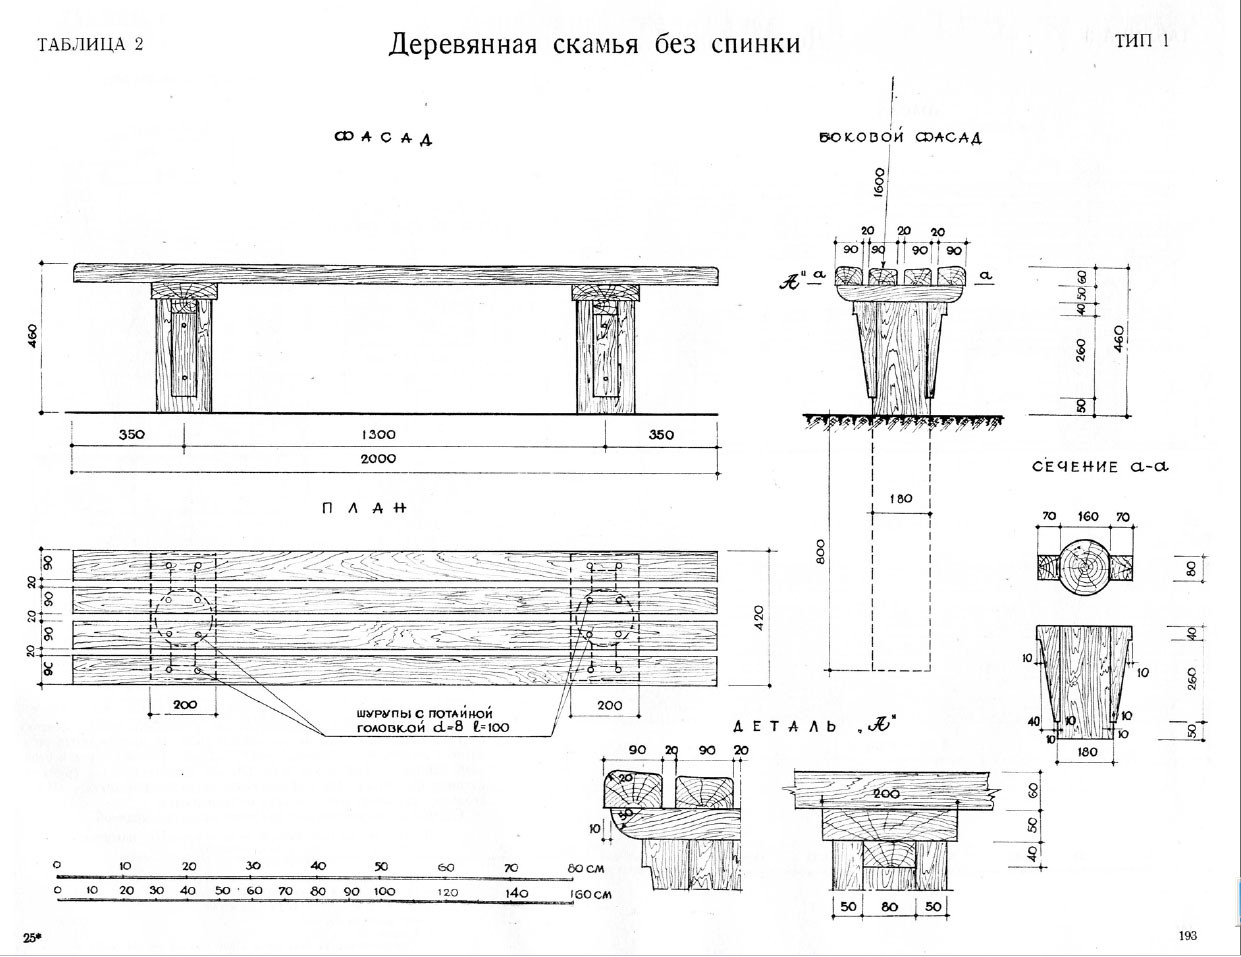 ТАБЛИЦА 2
Деревянная скамья без спинки
ТИП 1
ФАСАД
БОКОВОЙ ФАСАД
1600
20 20 20
90 90 90 90
„А" а а
60
50
40
260
50
460
460
350 1300 350
2000
180
800
СЕЧЕНИЕ а-а
70 160 70
80
40
260
50
10 10
40 10 10
10 10
180
ПЛАН
90
20
90
20
90
20
90
420
200 200
ШУРУПЫ С ПОТАЙНОЙ
ГОЛОВКОЙ d=8 ℓ=100
ДЕТАЛЬ „А"
90 20 90 20
20
50
10
200
60
50
40
50 80 50
0 10 20 30 40 50 60 70 80 СМ
0 10 20 30 40 50 60 70 80 90 100 120 140 160 СМ
25*
193